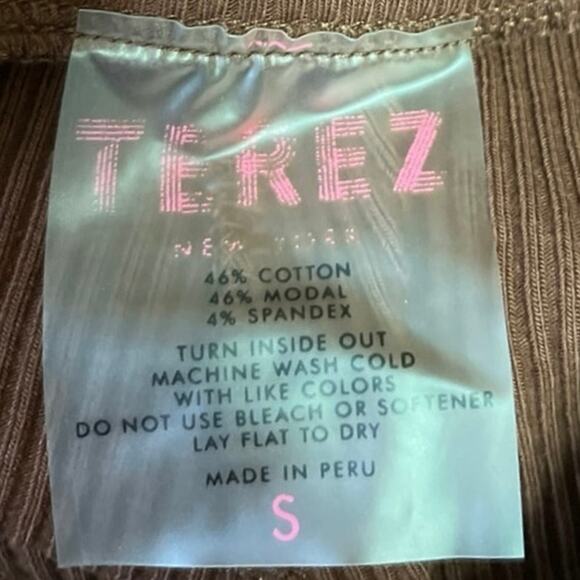 TEREZ
NEW YORK
46% COTTON
46% MODAL
4% SPANDEX
TURN INSIDE OUT
MACHINE WASH COLD
WITH LIKE COLORS
DO NOT USE BLEACH OR SOFTENER
LAY FLAT TO DRY
MADE IN PERU
S